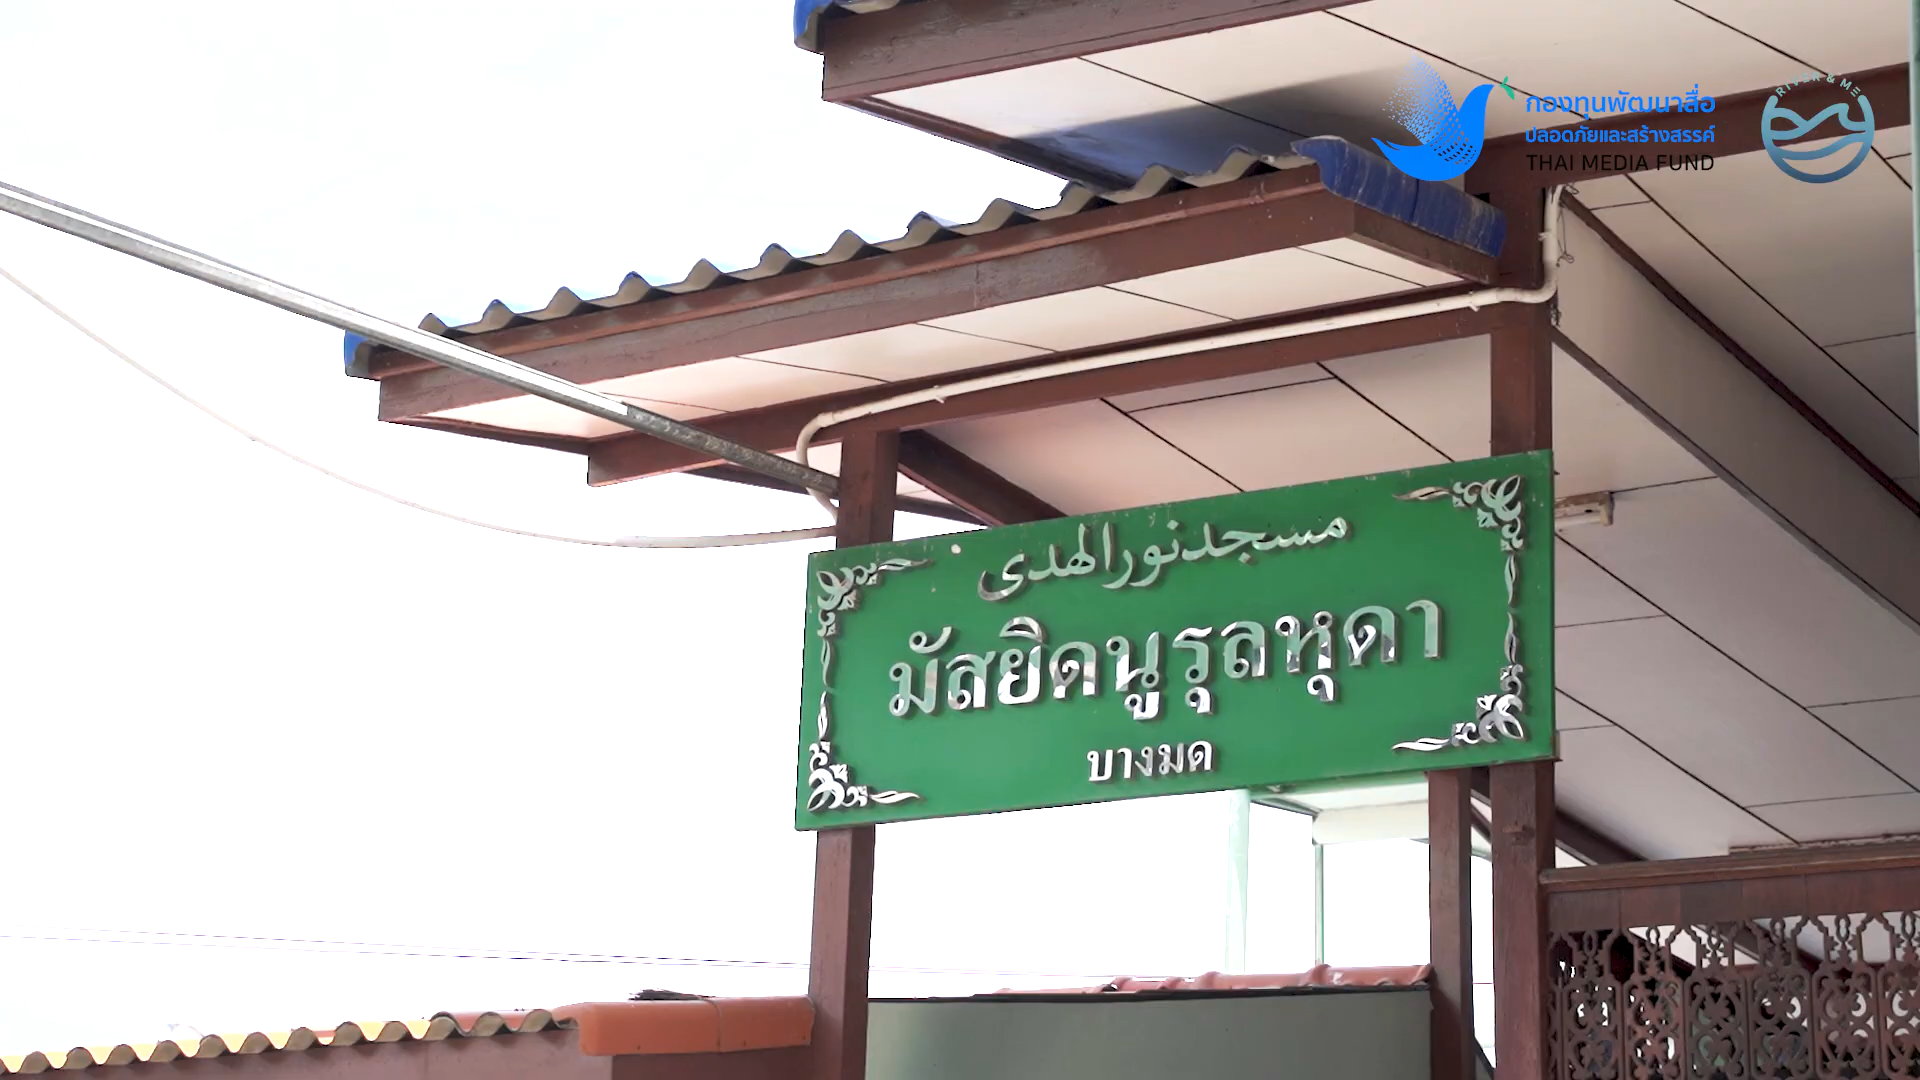 กองทุนพัฒนาสื่อ
ปลอดภัยและสร้างสรรค์
THAI MEDIA FUND
RIVER & ME
مسجدنورالهدى
มัสยิดนูรุลหุดา
บางมด